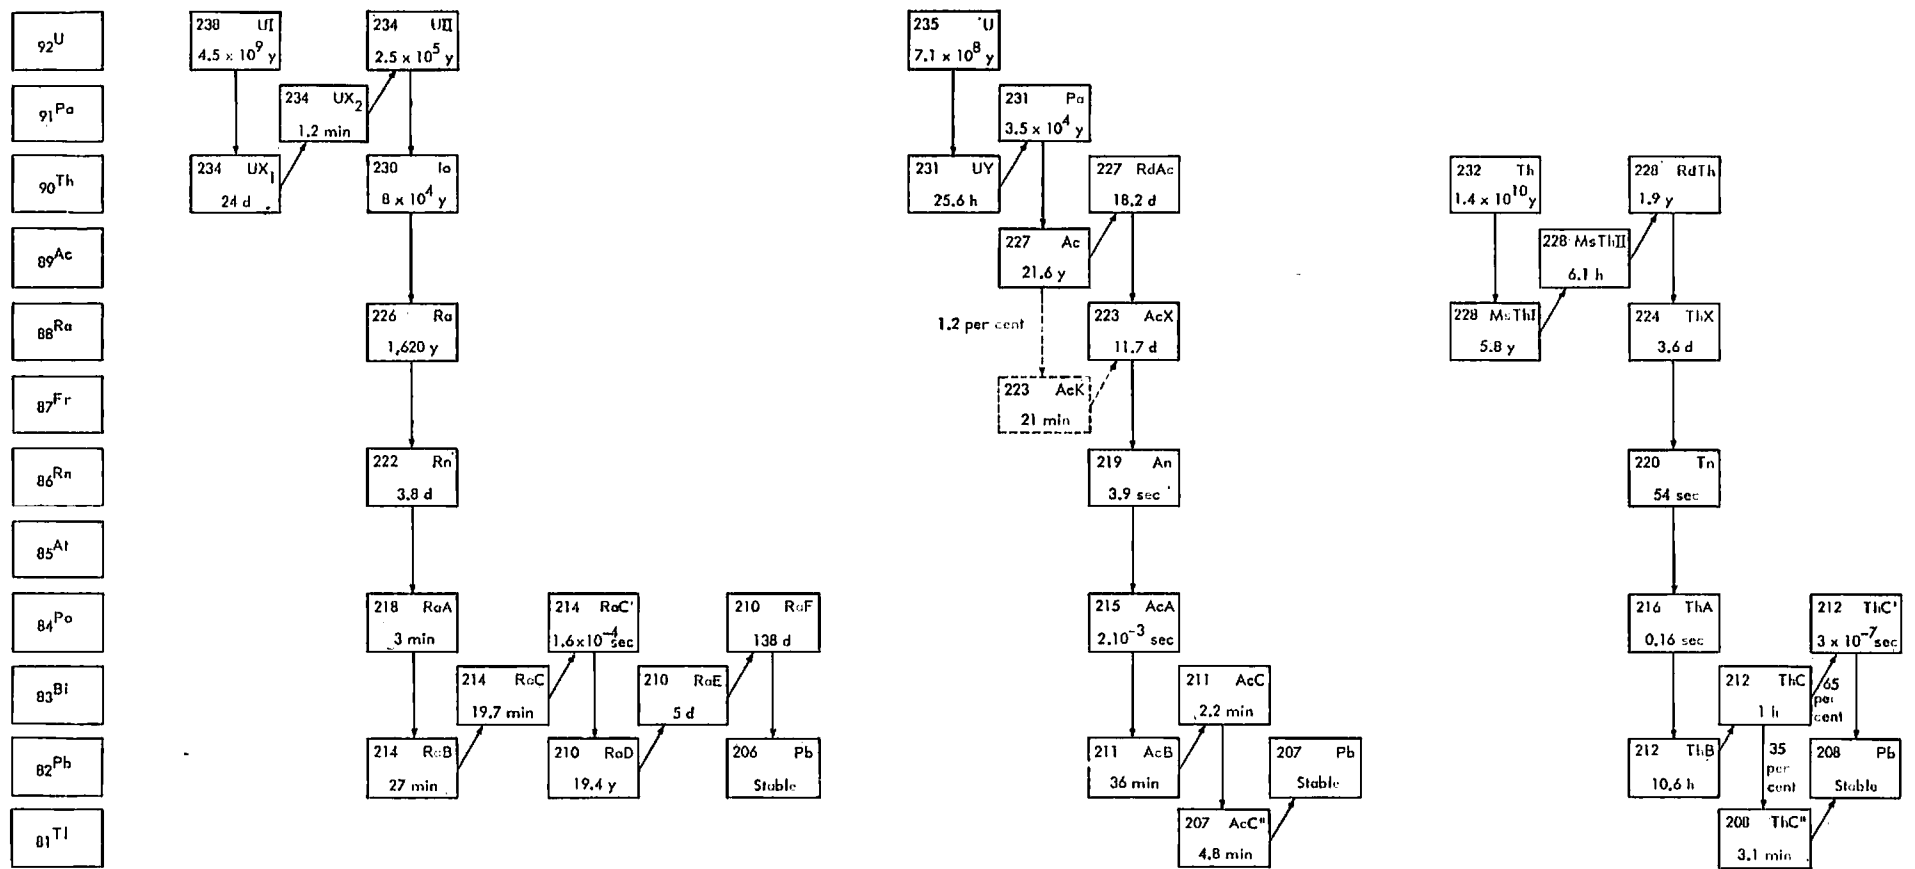 92U
91Pa
90Th
89Ac
88Ra
87Fr
86Rn
85At
84Po
83Bi
82Pb
81Tl
238 UI
4.5 x 10^9 y
234 UX1
24 d
234 UX2
1.2 min
234 UII
2.5 x 10^5 y
230 Io
8 x 10^4 y
226 Ra
1,620 y
222 Rn
3.8 d
218 RaA
3 min
214 RaB
27 min
214 RaC
19.7 min
214 RaC'
1.6x10^-4 sec
210 RaD
19.4 y
210 RaE
5 d
210 RaF
138 d
206 Pb
Stable
235 U
7.1 x 10^8 y
231 UY
25.6 h
231 Pa
3.5 x 10^4 y
227 Ac
21.6 y
1.2 per cent
227 RdAc
18.2 d
223 AcK
21 min
223 AcX
11.7 d
219 An
3.9 sec
215 AcA
2.10^-3 sec
211 AcB
36 min
211 AcC
2.2 min
207 AcC"
4.8 min
207 Pb
Stable
232 Th
1.4 x 10^10 y
228 MsThI
5.8 y
228 MsThII
6.1 h
228 RdTh
1.9 y
224 ThX
3.6 d
220 Tn
54 sec
216 ThA
0.16 sec
212 ThB
10.6 h
212 ThC
1 h
65
per
cent
35
per
cent
212 ThC'
3 x 10^-7 sec
208 ThC"
3.1 min
208 Pb
Stable